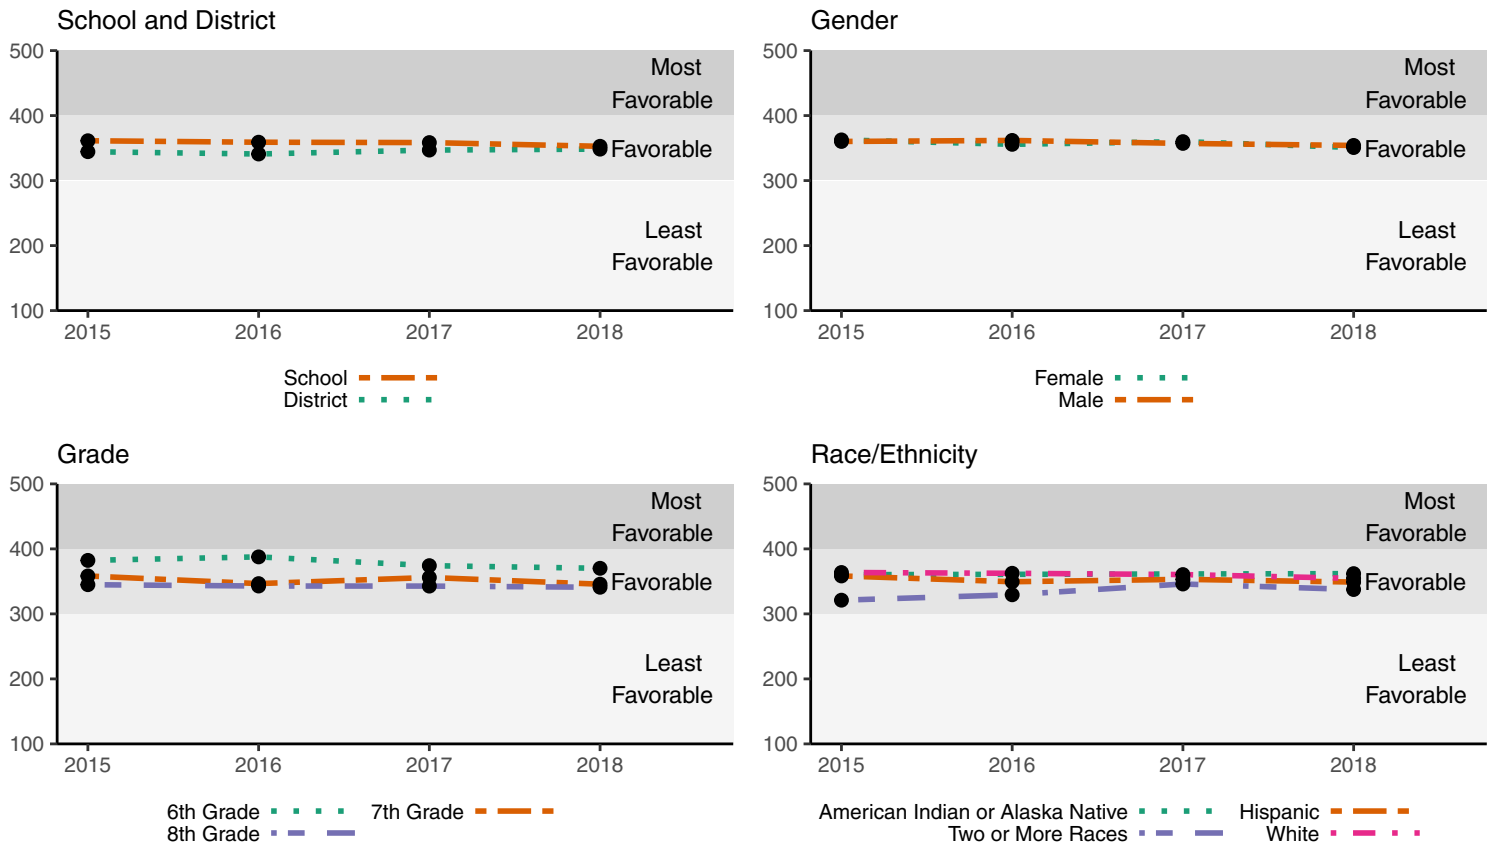 School and District
500
400
300
200
100
Most
Favorable
Favorable
Least
Favorable
2015 2016 2017 2018
School
District
Gender
500
400
300
200
100
Most
Favorable
Favorable
Least
Favorable
2015 2016 2017 2018
Female
Male
Grade
500
400
300
200
100
Most
Favorable
Favorable
Least
Favorable
2015 2016 2017 2018
6th Grade 7th Grade
8th Grade
Race/Ethnicity
500
400
300
200
100
Most
Favorable
Favorable
Least
Favorable
2015 2016 2017 2018
American Indian or Alaska Native Hispanic
Two or More Races White